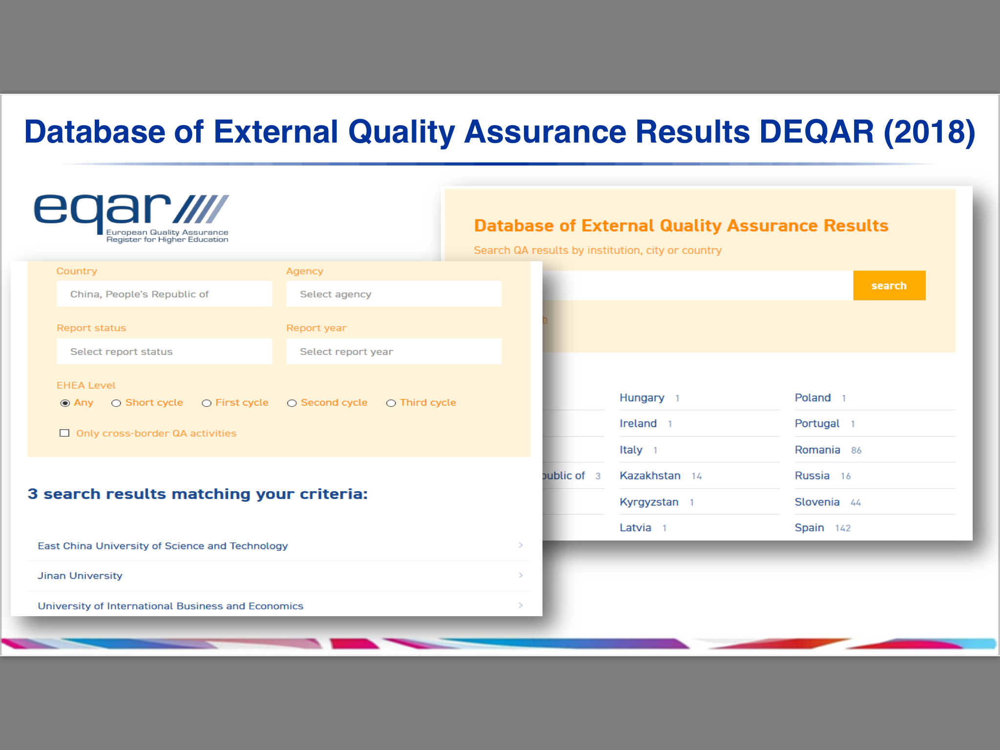 Database of External Quality Assurance Results DEQAR (2018)
eqar
European Quality Assurance
Register for Higher Education
Database of External Quality Assurance Results
Search QA results by institution, city or country
search
Country
Agency
China, People's Republic of
Select agency
Report status
Report year
Select report status
Select report year
EHEA Level
Any Short cycle First cycle Second cycle Third cycle
Only cross-border QA activities
3 search results matching your criteria:
East China University of Science and Technology >
Jinan University >
University of International Business and Economics >
of 3
Hungary 1
Ireland 1
Italy 1
Kazakhstan 14
Kyrgyzstan 1
Latvia 1
Poland 1
Portugal 1
Romania 86
Russia 16
Slovenia 44
Spain 142